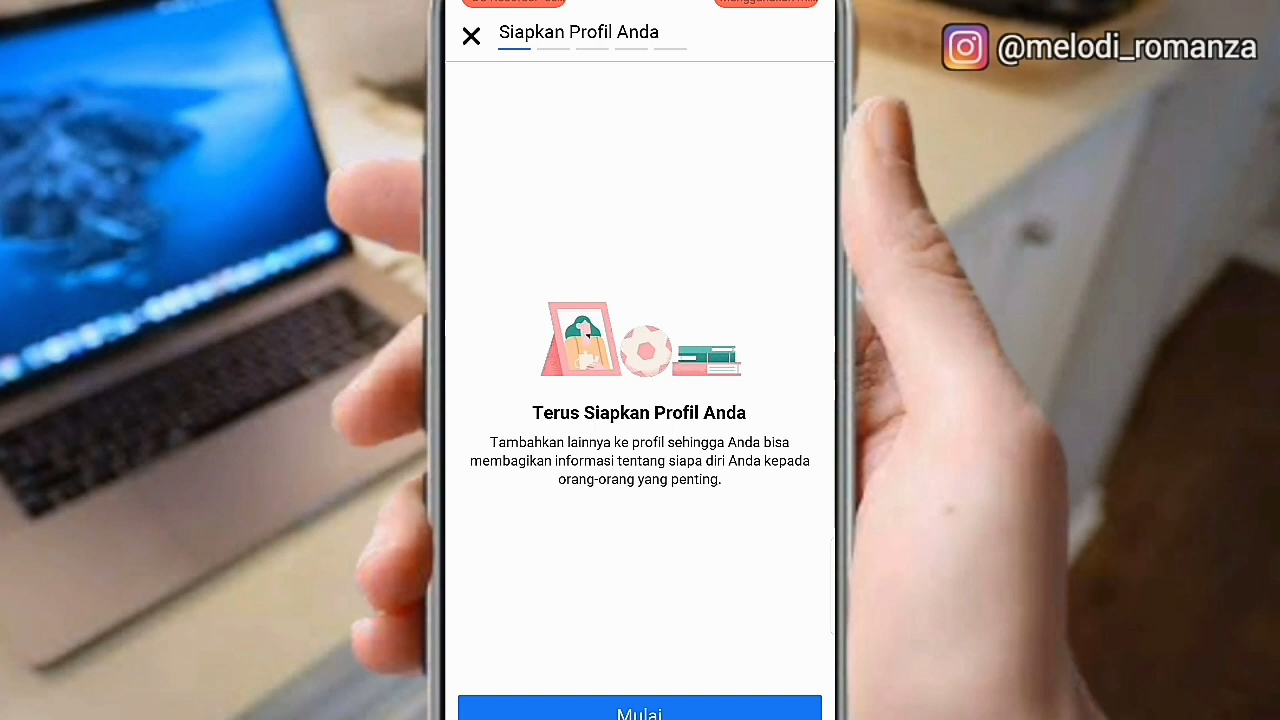 Siapkan Profil Anda
@melodi_romanza
Terus Siapkan Profil Anda
Tambahkan lainnya ke profil sehingga Anda bisa
membagikan informasi tentang siapa diri Anda kepada
orang-orang yang penting.
Mulai